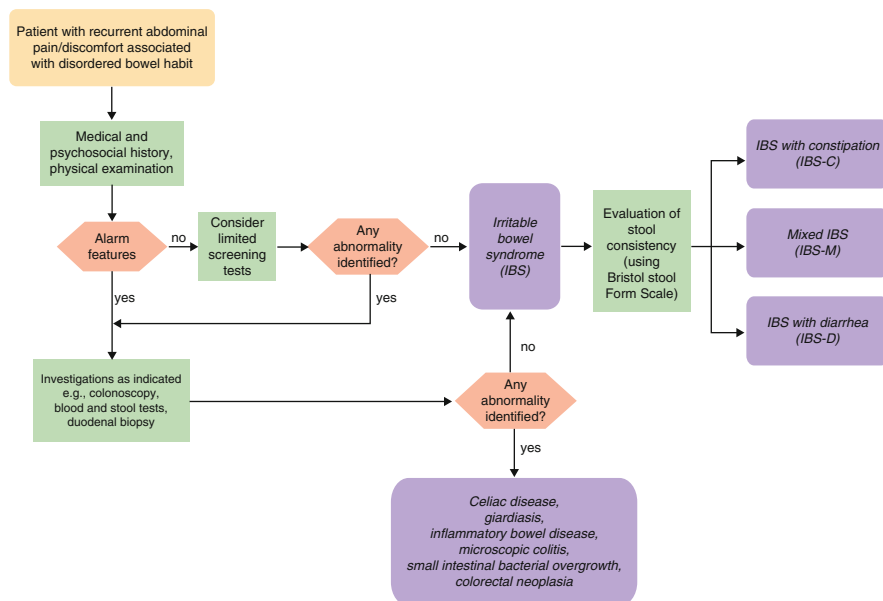 Patient with recurrent abdominal
pain/discomfort associated
with disordered bowel habit
Medical and
psychosocial history,
physical examination
Alarm
features
no
Consider
limited
screening
tests
Any
abnormality
identified?
no
Irritable
bowel
syndrome
(IBS)
Evaluation of
stool
consistency
(using
Bristol stool
Form Scale)
IBS with constipation
(IBS-C)
Mixed IBS
(IBS-M)
IBS with diarrhea
(IBS-D)
yes
yes
Investigations as indicated
e.g., colonoscopy,
blood and stool tests,
duodenal biopsy
no
Any
abnormality
identified?
yes
Celiac disease,
giardiasis,
inflammatory bowel disease,
microscopic colitis,
small intestinal bacterial overgrowth,
colorectal neoplasia